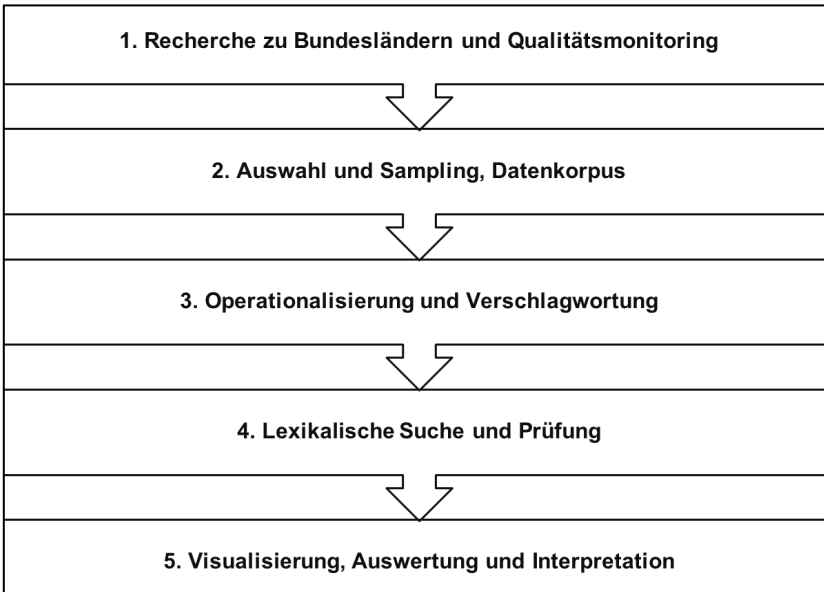 1. Recherche zu Bundesländern und Qualitätsmonitoring
2. Auswahl und Sampling, Datenkorpus
3. Operationalisierung und Verschlagwortung
4. Lexikalische Suche und Prüfung
5. Visualisierung, Auswertung und Interpretation